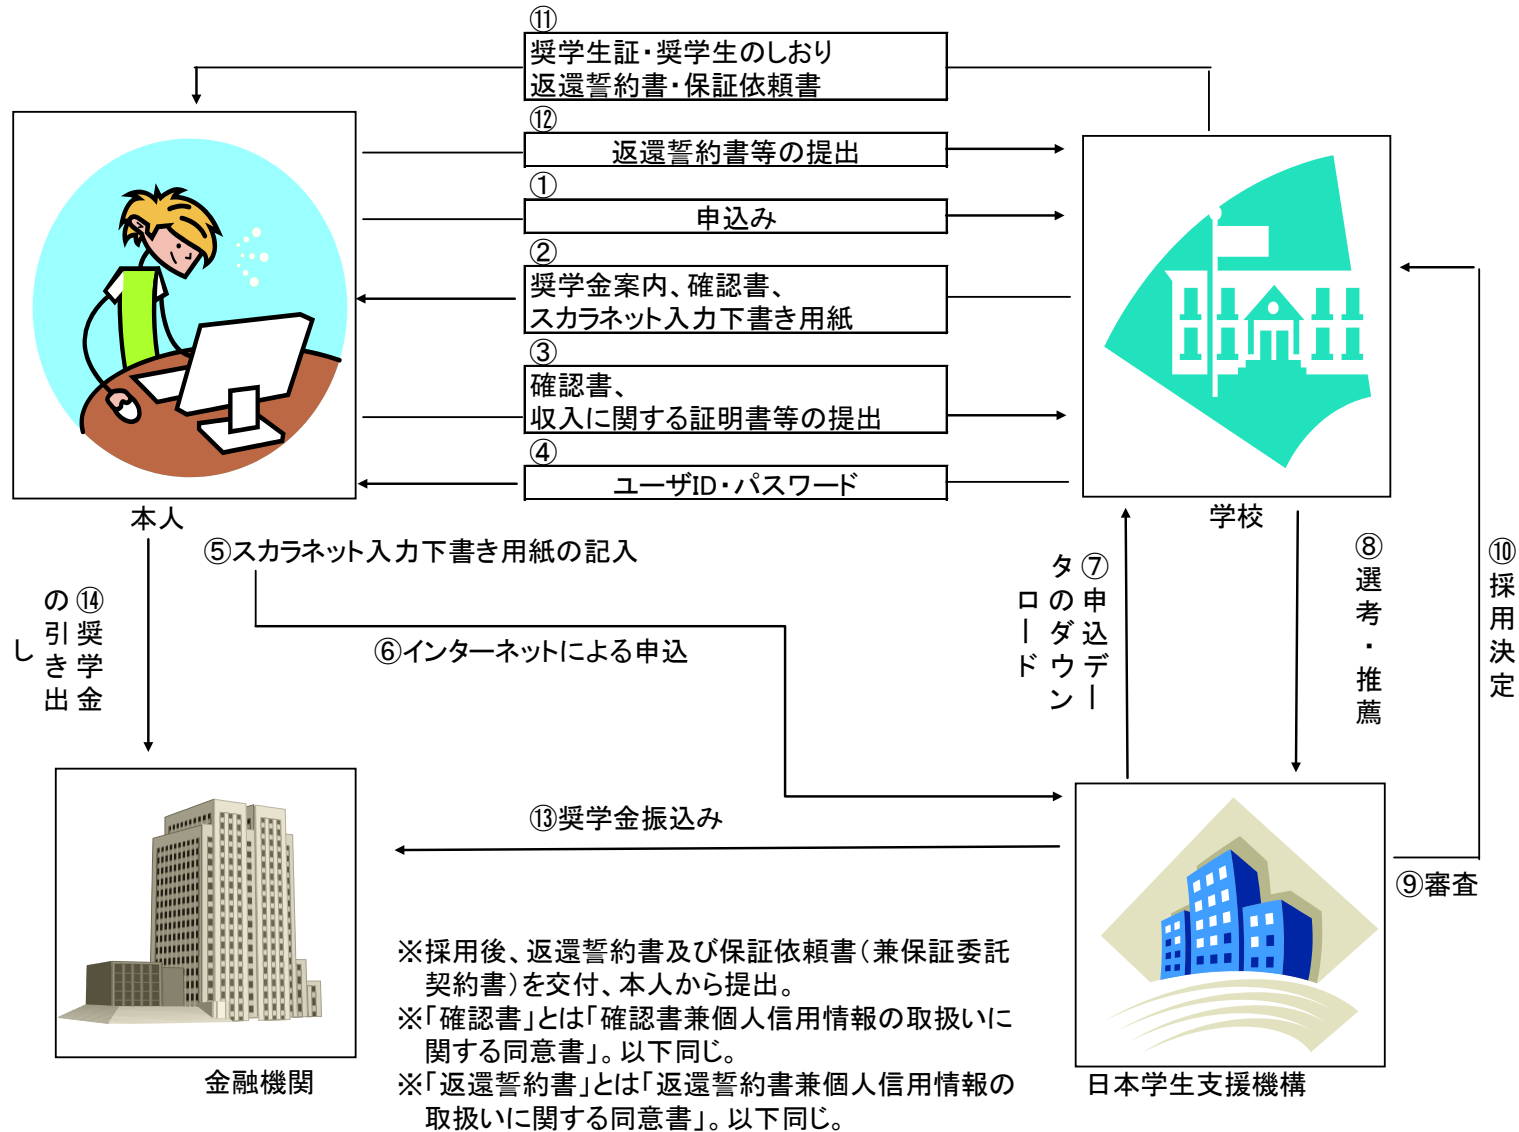 ⑪
奨学生証・奨学生のしおり
返還誓約書・保証依頼書
⑫
返還誓約書等の提出
①
申込み
②
奨学金案内、確認書、
スカラネット入力下書き用紙
③
確認書、
収入に関する証明書等の提出
④
ユーザID・パスワード
本人
学校
⑤スカラネット入力下書き用紙の記入
⑥インターネットによる申込
⑦申込デー
タのダウン
ロード
⑧選考・推薦
⑩採用決定
⑭奨学金
の引き出
し
⑬奨学金振込み
⑨審査
金融機関
日本学生支援機構
※採用後、返還誓約書及び保証依頼書（兼保証委託
契約書）を交付、本人から提出。
※「確認書」とは「確認書兼個人信用情報の取扱いに
関する同意書」。以下同じ。
※「返還誓約書」とは「返還誓約書兼個人信用情報の
取扱いに関する同意書」。以下同じ。